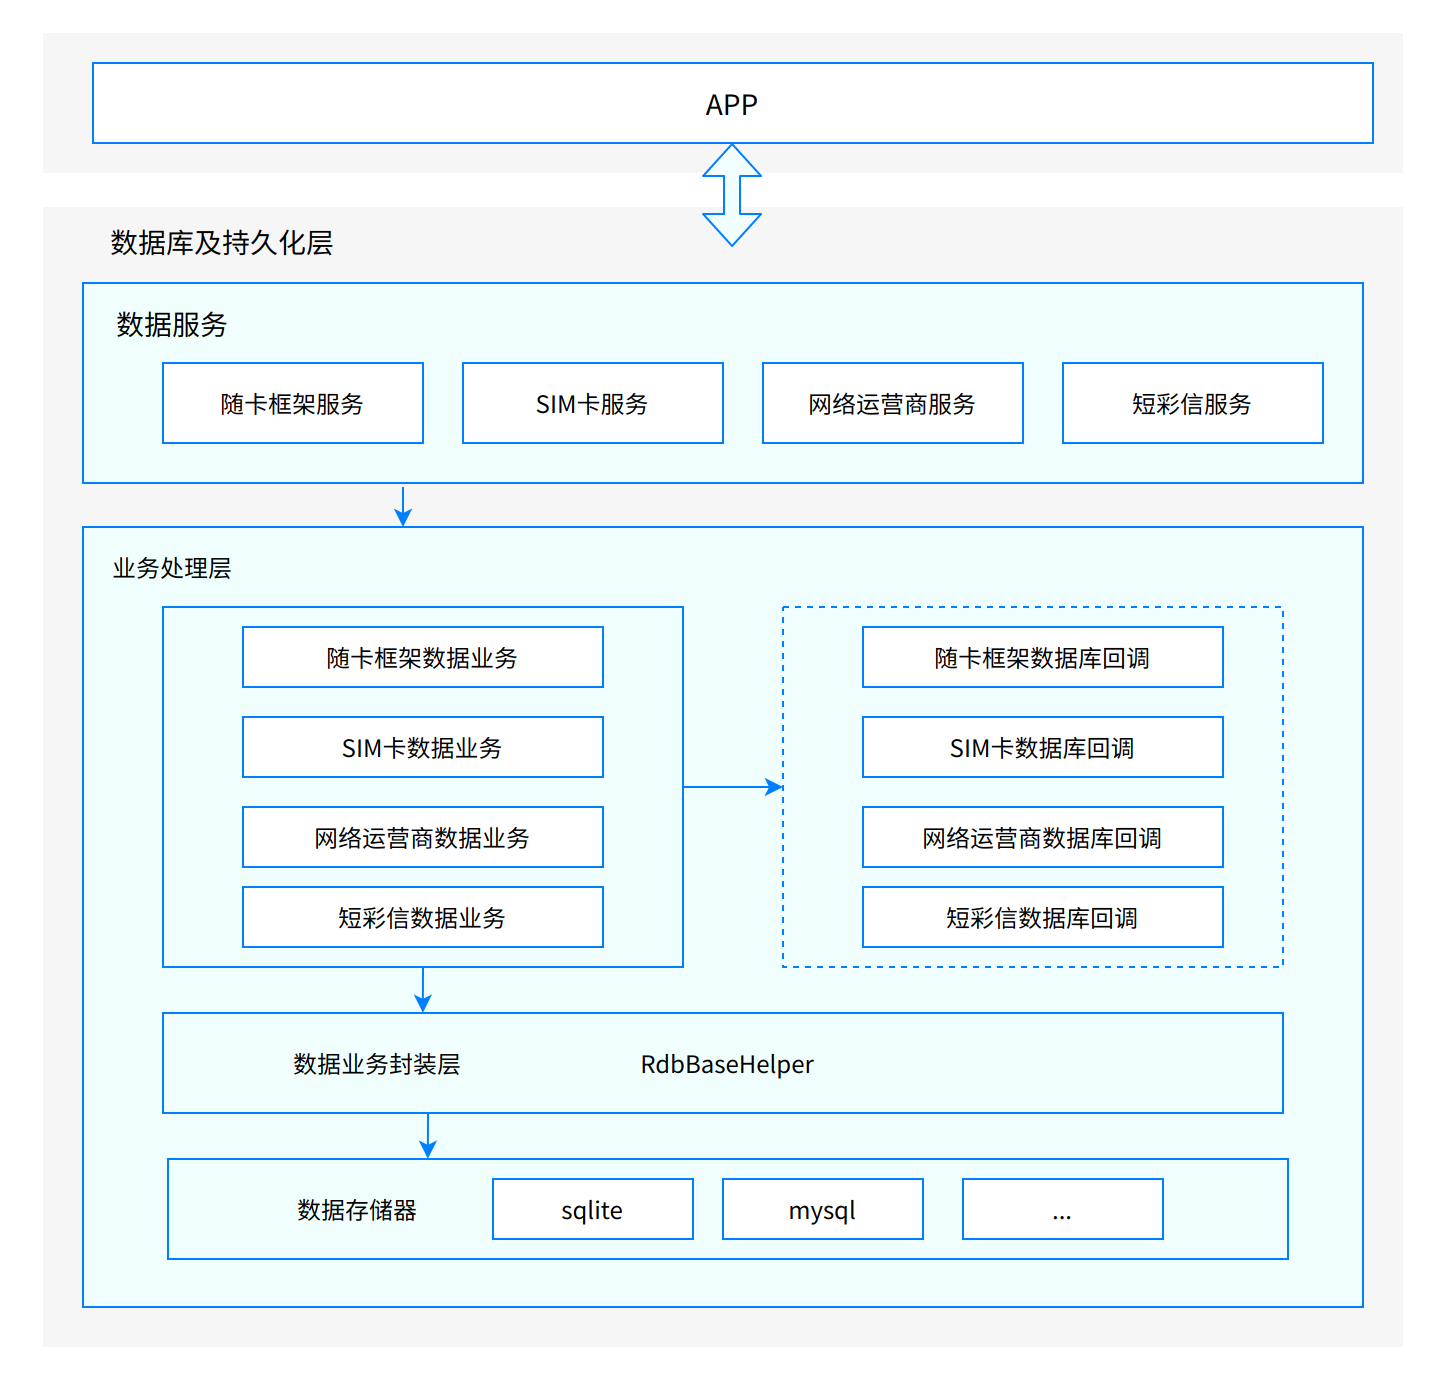 APP
数据库及持久化层
数据服务
随卡框架服务
SIM卡服务
网络运营商服务
短彩信服务
业务处理层
随卡框架数据业务
SIM卡数据业务
网络运营商数据业务
短彩信数据业务
随卡框架数据库回调
SIM卡数据库回调
网络运营商数据库回调
短彩信数据库回调
数据业务封装层
RdbBaseHelper
数据存储器
sqlite
mysql
...